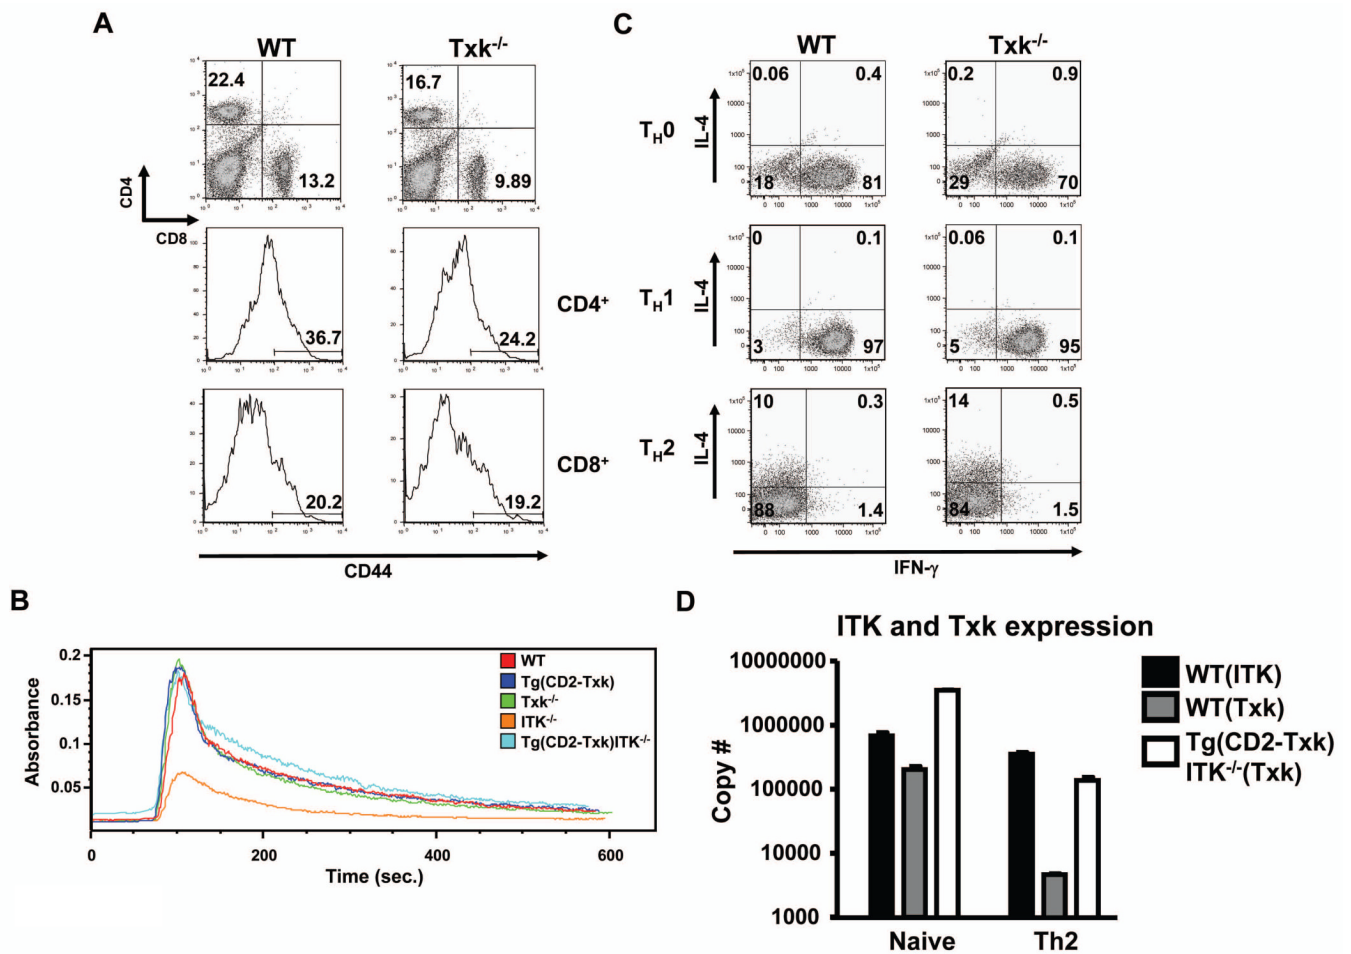 A
WT
Txk-/-
22.4
16.7
13.2
9.89
CD4
CD8
36.7
24.2
CD4+
20.2
19.2
CD8+
CD44
C
WT
Txk-/-
TH0
IL-4
0.06
0.4
0.2
0.9
18
81
29
70
TH1
IL-4
0
0.1
0.06
0.1
3
97
5
95
TH2
IL-4
10
0.3
14
0.5
88
1.4
84
1.5
IFN-γ
B
Absorbance
0.2
0.15
0.1
0.05
0
200
400
600
Time (sec.)
WT
Tg(CD2-Txk)
Txk-/-
ITK-/-
Tg(CD2-Txk)ITK-/-
D
ITK and Txk expression
Copy #
10000000
1000000
100000
10000
1000
Naive
Th2
WT(ITK)
WT(Txk)
Tg(CD2-Txk)
ITK-/-(Txk)